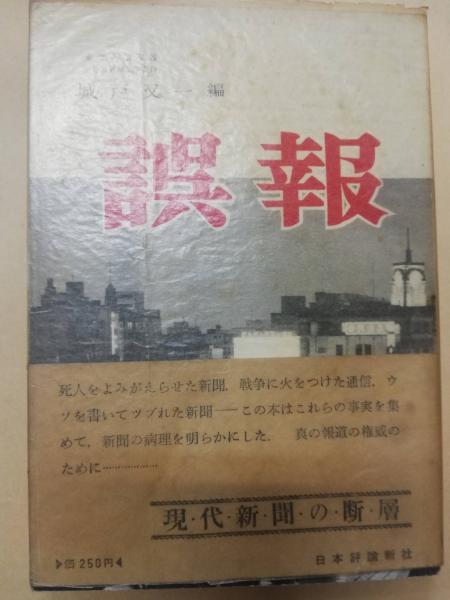 城戸又一編
誤報
死人をよみがえらせた新聞，戦争に火をつけた通信，ウ
ソを書いてツブれた新聞──この本はこれらの事実を集
めて，新聞の病理を明らかにした． 真の報道の権威の
ために………………
現・代・新・聞・の・断・層
▶価 250円◀
日本評論新社